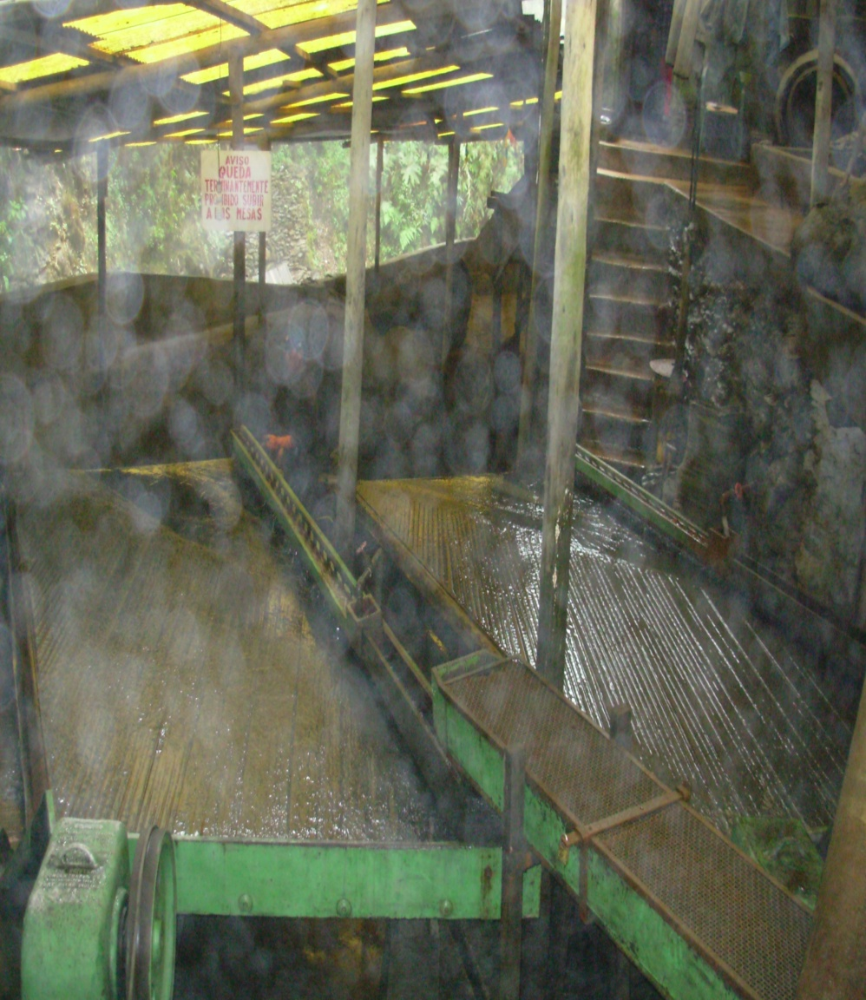 AVISO
QUEDA
TERMINANTEMENTE
PROHIBIDO SUBIR
A LAS MESAS